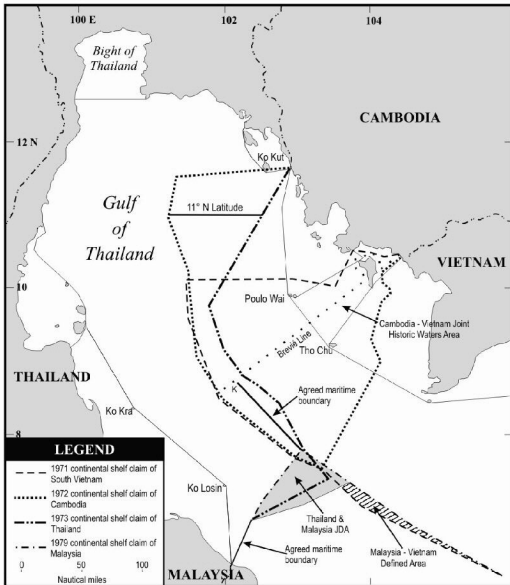 100 E
102
104
Bight of
Thailand
CAMBODIA
12 N
Ko Kut
Gulf
of
Thailand
11° N Latitude
VIETNAM
10
Poulo Wai
Cambodia - Vietnam Joint
Historic Waters Area
Brevié Line
Tho Chu
THAILAND
K
Agreed maritime
boundary
Ko Kra
8
LEGEND
1971 continental shelf claim of
South Vietnam
1972 continental shelf claim of
Cambodia
1973 continental shelf claim of
Thailand
1979 continental shelf claim of
Malaysia
0 50 100
Nautical miles
Ko Losin
Thailand &
Malaysia JDA
Agreed maritime
boundary
Malaysia - Vietnam
Defined Area
MALAYSIA